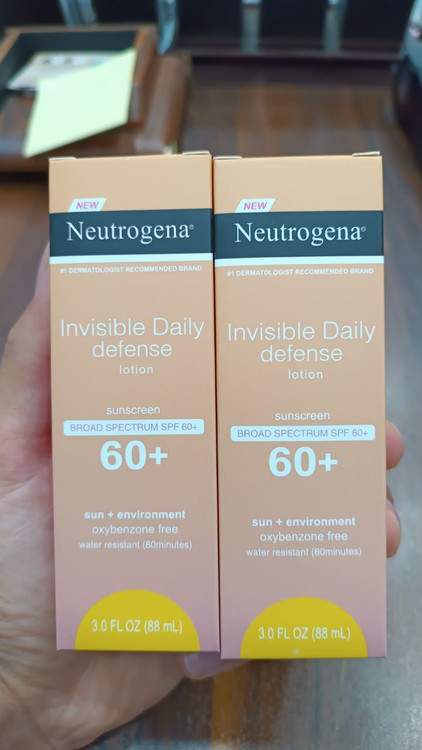 NEW
Neutrogena®
#1 DERMATOLOGIST RECOMMENDED BRAND
Invisible Daily
defense
lotion
sunscreen
BROAD SPECTRUM SPF 60+
60+
sun + environment
oxybenzone free
water resistant (80minutes)
3.0 FL OZ (88 mL)
NEW
Neutrogena®
#1 DERMATOLOGIST RECOMMENDED BRAND
Invisible Daily
defense
lotion
sunscreen
BROAD SPECTRUM SPF 60+
60+
sun + environment
oxybenzone free
water resistant (80minutes)
3.0 FL OZ (88 mL)